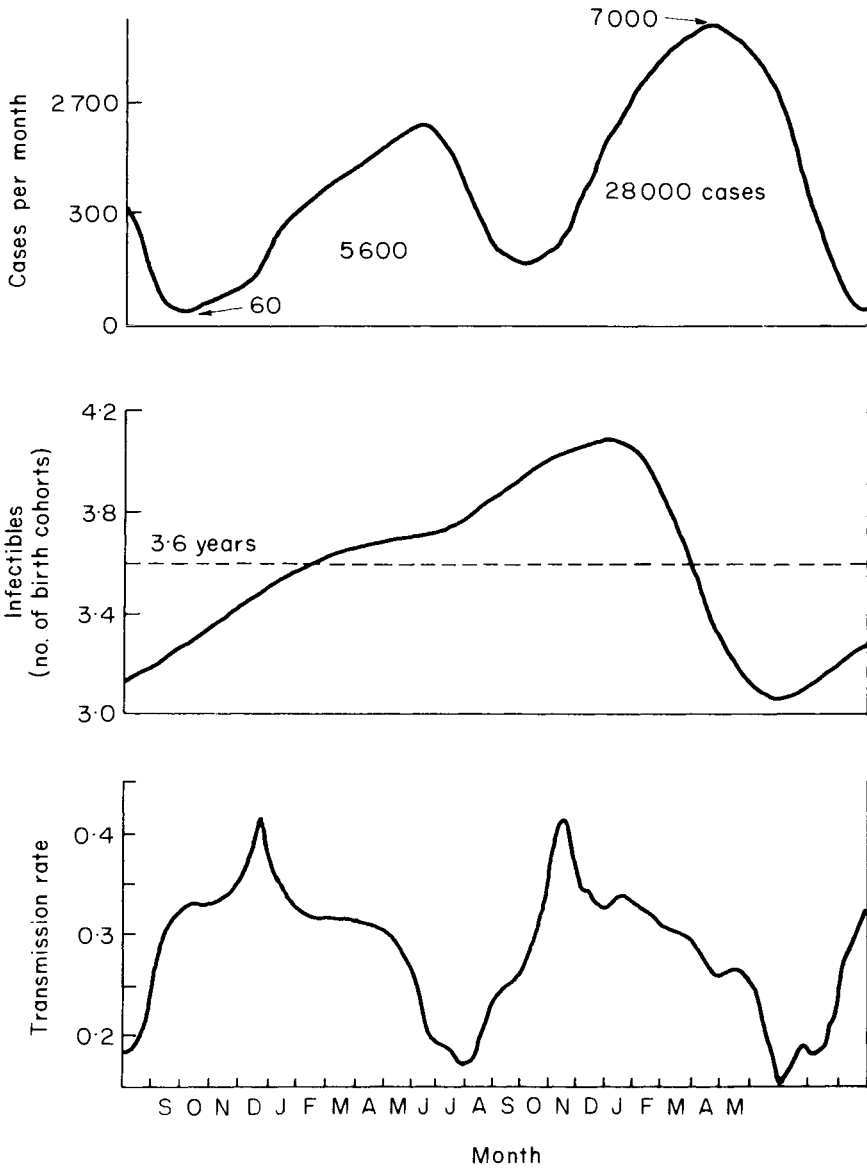 7000
2700
300
0
Cases per month
28000 cases
5600
60
4·2
3·8
3·4
3·0
Infectibles
(no. of birth cohorts)
3·6 years
0·4
0·3
0·2
Transmission rate
S O N D J F M A M J J A S O N D J F M A M
Month